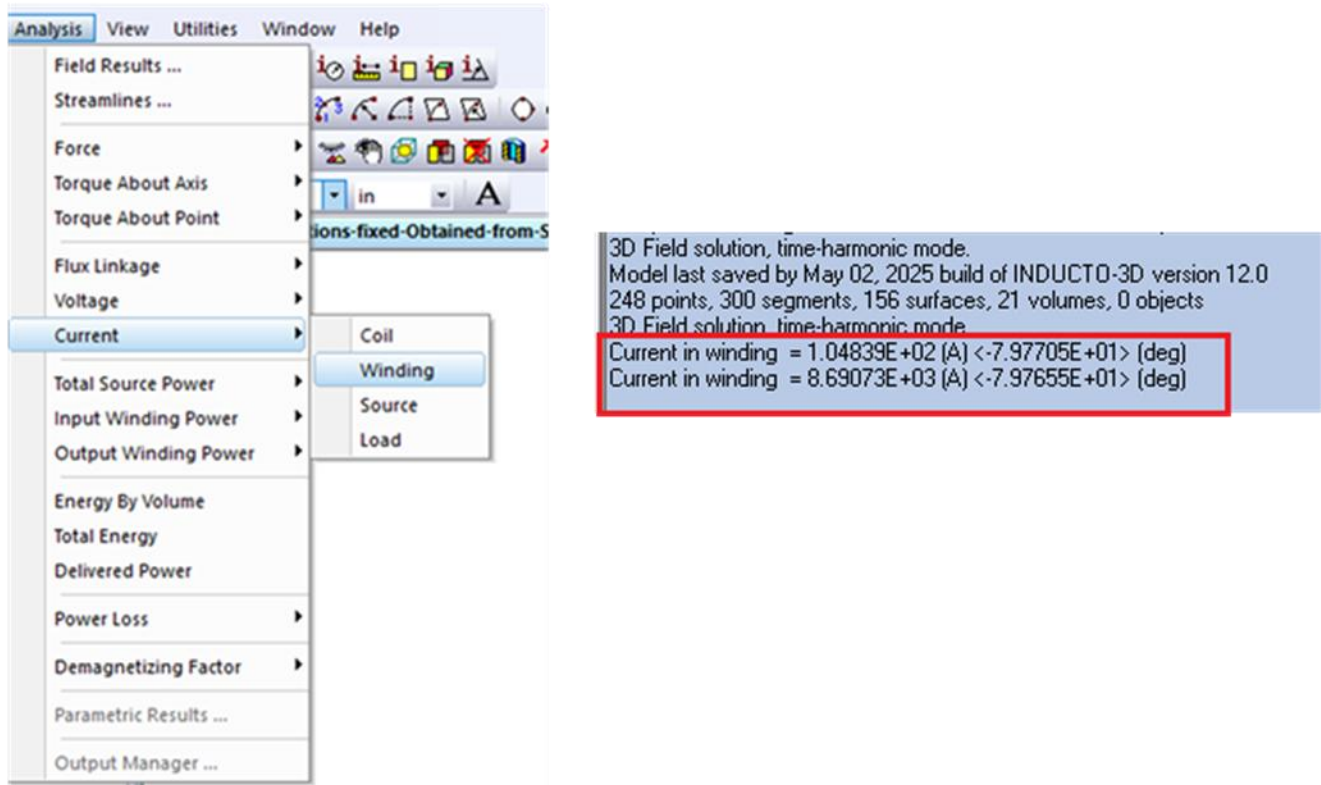 Analysis View Utilities Window Help
Field Results ...
Streamlines ...
Force
Torque About Axis
Torque About Point
in
A
Flux Linkage
tions-fixed-Obtained-from-S
Voltage
Current
Coil
Winding
Source
Load
Total Source Power
Input Winding Power
Output Winding Power
Energy By Volume
Total Energy
Delivered Power
Power Loss
Demagnetizing Factor
Parametric Results ...
Output Manager ...
3D Field solution, time-harmonic mode.
Model last saved by May 02, 2025 build of INDUCTO-3D version 12.0
248 points, 300 segments, 156 surfaces, 21 volumes, 0 objects
3D Field solution, time-harmonic mode
Current in winding = 1.04839E+02 (A) <-7.97705E+01> (deg)
Current in winding = 8.69073E+03 (A) <-7.97655E+01> (deg)